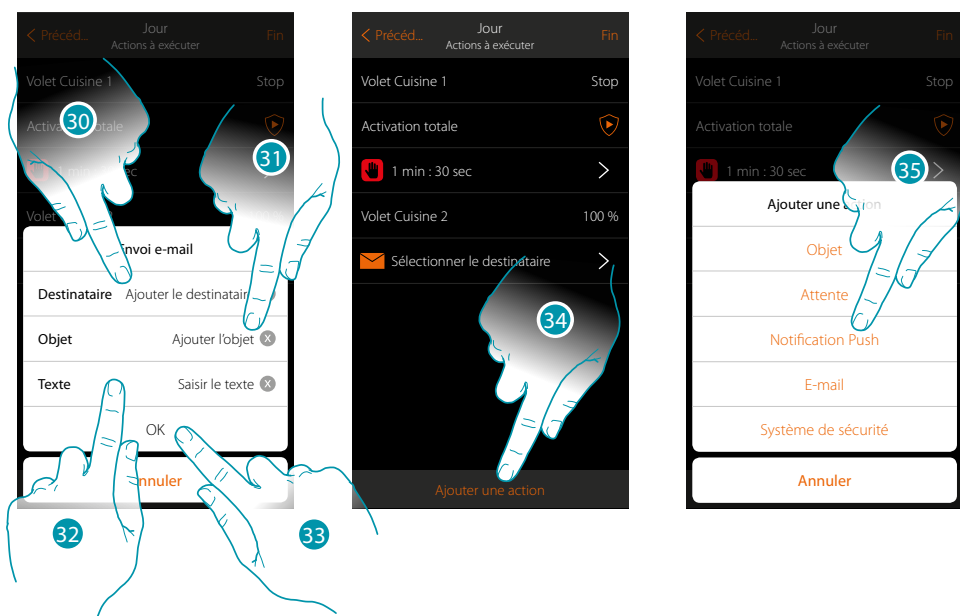 Précéd...
Jour
Fin
Actions à exécuter
Volet Cuisine 1
Stop
30
31
Volet
Envoi e-mail
Destinataire
Ajouter le destinatair
Objet
Ajouter l'objet
X
Texte
Saisir le texte
X
OK
Annuler
32
33
Précéd...
Jour
Fin
Actions à exécuter
Volet Cuisine 1
Stop
Activation totale
1 min : 30 sec
Volet Cuisine 2
100 %
Sélectionner le destinataire
34
Ajouter une action
Précéd...
Jour
Fin
Actions à exécuter
Volet Cuisine 1
Stop
Activation totale
1 min : 30 sec
35
Ajouter une action
Objet
Attente
Notification Push
E-mail
Système de sécurité
Annuler